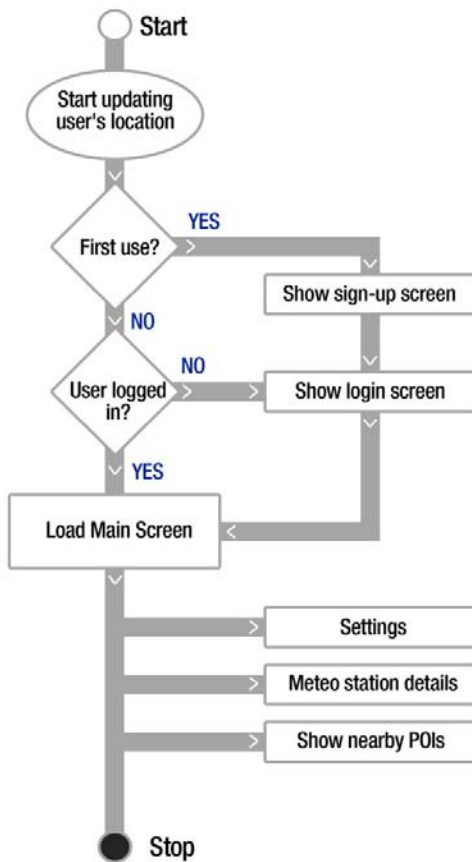 Start
Start updating
user's location
First use?
YES
Show sign-up screen
NO
User logged
in?
NO
Show login screen
YES
Load Main Screen
Settings
Meteo station details
Show nearby POIs
Stop